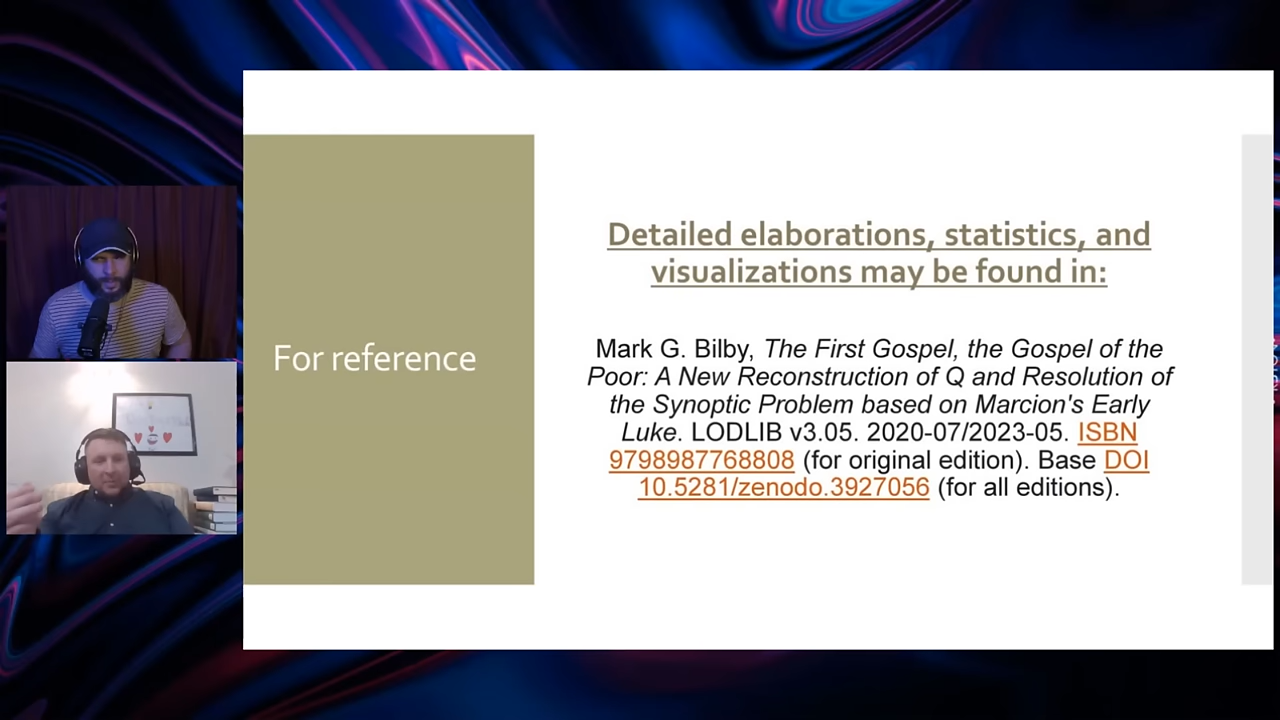 For reference
Detailed elaborations, statistics, and
visualizations may be found in:
Mark G. Bilby, The First Gospel, the Gospel of the
Poor: A New Reconstruction of Q and Resolution of
the Synoptic Problem based on Marcion's Early
Luke. LODLIB v3.05. 2020-07/2023-05. ISBN
9798987768808 (for original edition). Base DOI
10.5281/zenodo.3927056 (for all editions).